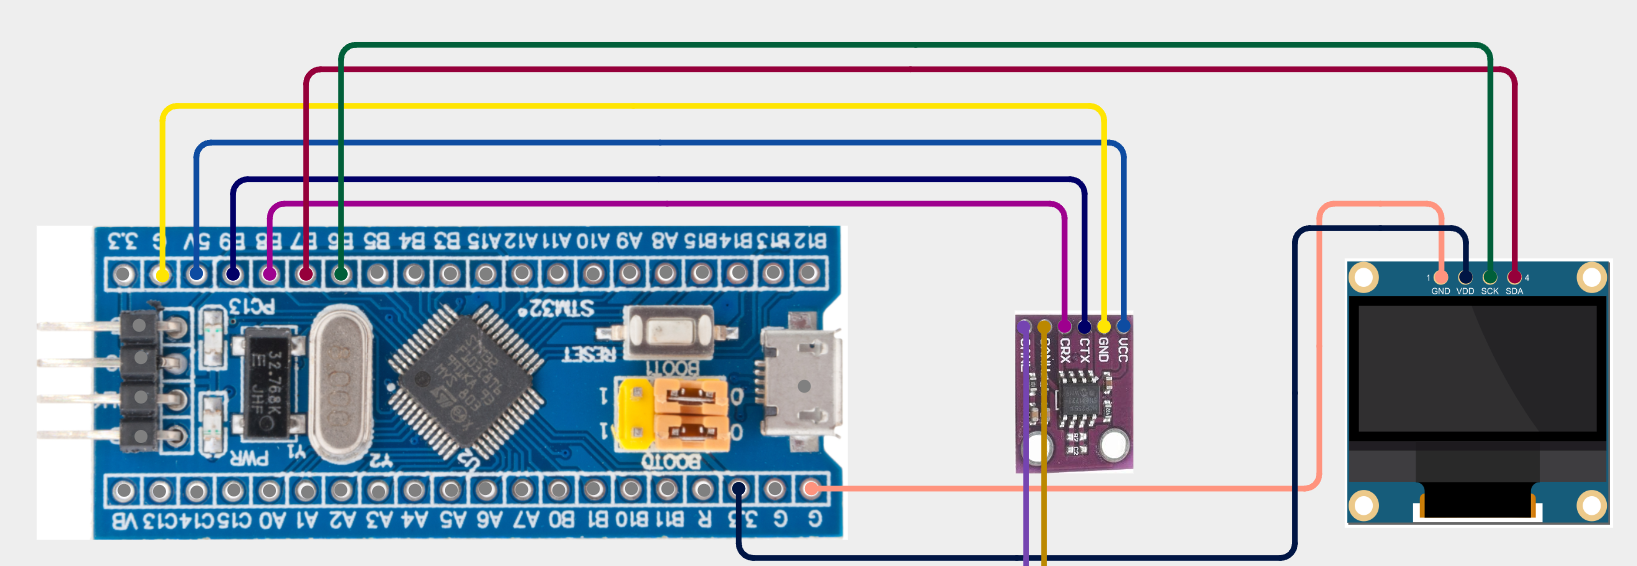 3.3 G 5V B9 B8 B7 B6 B5 B4 B3 A15 A12 A11 A10 A9 A8 B15 B14 B13 B12
PC13
STM32
RESET
BOOT1
1 0
1 0
BOOT0
32.768K
E JHF
PWR
Y1
Y2
U2
VB C13 C14 C15 A0 A1 A2 A3 A4 A5 A6 A7 B0 B1 B10 B11 R 3.3 G G
CRX
CTX
GND
VCC
1 4
GND VDD SCK SDA